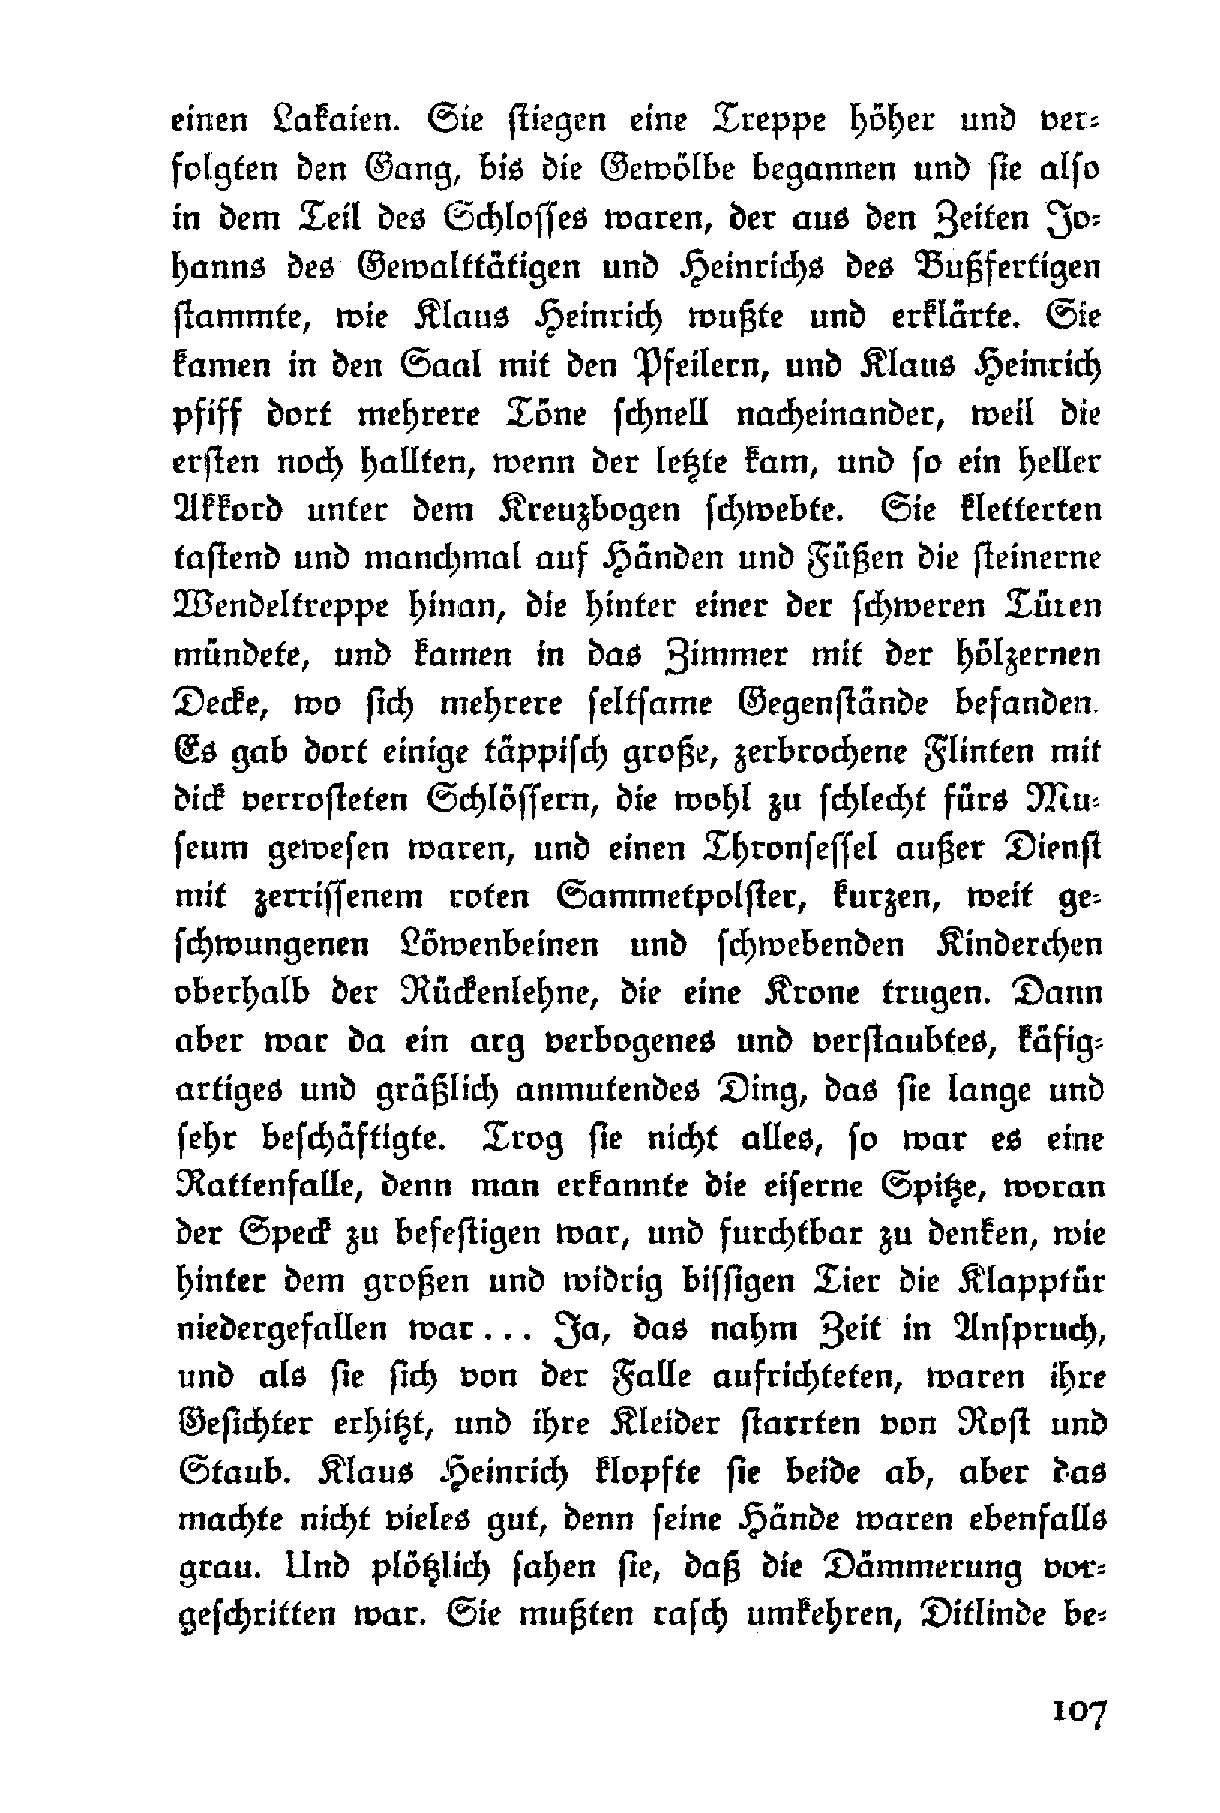 einen Lakaien. Sie ſtiegen eine Treppe höher und ver⸗
folgten den Gang, bis die Gewölbe begannen und ſie alſo
in dem Teil des Schloſſes waren, der aus den Zeiten Jo⸗
hanns des Gewalttätigen und Heinrichs des Bußfertigen
ſtammte, wie Klaus Heinrich wußte und erklärte. Sie
kamen in den Saal mit den Pfeilern, und Klaus Heinrich
pfiff dort mehrere Töne ſchnell nacheinander, weil die
erſten noch hallten, wenn der letzte kam, und ſo ein heller
Akkord unter dem Kreuzbogen ſchwebte. Sie kletterten
taſtend und manchmal auf Händen und Füßen die ſteinerne
Wendeltreppe hinan, die hinter einer der ſchweren Türen
mündete, und kamen in das Zimmer mit der hölzernen
Decke, wo ſich mehrere ſeltſame Gegenſtände befanden.
Es gab dort einige täppiſch große, zerbrochene Flinten mit
dick verroſteten Schlöſſern, die wohl zu ſchlecht fürs Mu⸗
ſeum geweſen waren, und einen Thronſeſſel außer Dienſt
mit zerriſſenem roten Sammetpolſter, kurzen, weit ge⸗
ſchwungenen Löwenbeinen und ſchwebenden Kinderchen
oberhalb der Rückenlehne, die eine Krone trugen. Dann
aber war da ein arg verbogenes und verſtaubtes, käfig⸗
artiges und gräßlich anmutendes Ding, das ſie lange und
ſehr beſchäftigte. Trog ſie nicht alles, ſo war es eine
Rattenfalle, denn man erkannte die eiſerne Spitze, woran
der Speck zu befeſtigen war, und furchtbar zu denken, wie
hinter dem großen und widrig biſſigen Tier die Klapptür
niedergefallen war... Ja, das nahm Zeit in Anſpruch,
und als ſie ſich von der Falle aufrichteten, waren ihre
Geſichter erhitzt, und ihre Kleider ſtarrten von Roſt und
Staub. Klaus Heinrich klopfte ſie beide ab, aber das
machte nicht vieles gut, denn ſeine Hände waren ebenfalls
grau. Und plötzlich ſahen ſie, daß die Dämmerung vor⸗
geſchritten war. Sie mußten raſch umkehren, Ditlinde be⸗
107